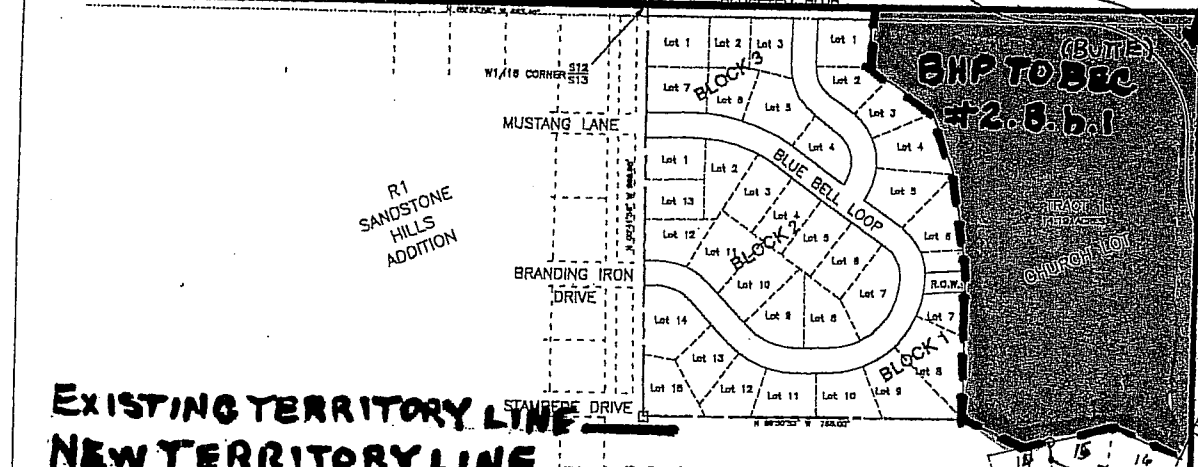 Lot 1
Lot 2
Lot 3
Lot 1
(BUTTE)
BHP TO BEC
#2.B.b.1
W1/16 CORNER S12
S13
Lot 7
BLOCK 3
Lot 6
Lot 5
Lot 2
Lot 3
MUSTANG LANE
Lot 4
Lot 4
R1
SANDSTONE
HILLS
ADDITION
Lot 1
Lot 2
BLUE BELL LOOP
Lot 13
Lot 3
Lot 4
Lot 5
TRACT 1
Lot 12
Lot 11
BLOCK 2
Lot 5
Lot 6
Lot 6
CHURCH LOT
BRANDING IRON
DRIVE
Lot 10
Lot 7
R.O.W.
Lot 14
Lot 9
Lot 8
Lot 7
Lot 13
BLOCK 1
Lot 8
Lot 15
Lot 12
Lot 11
Lot 10
Lot 9
EXISTING TERRITORY LINE
STAMPEDE DRIVE
NEW TERRITORY LINE
15
14